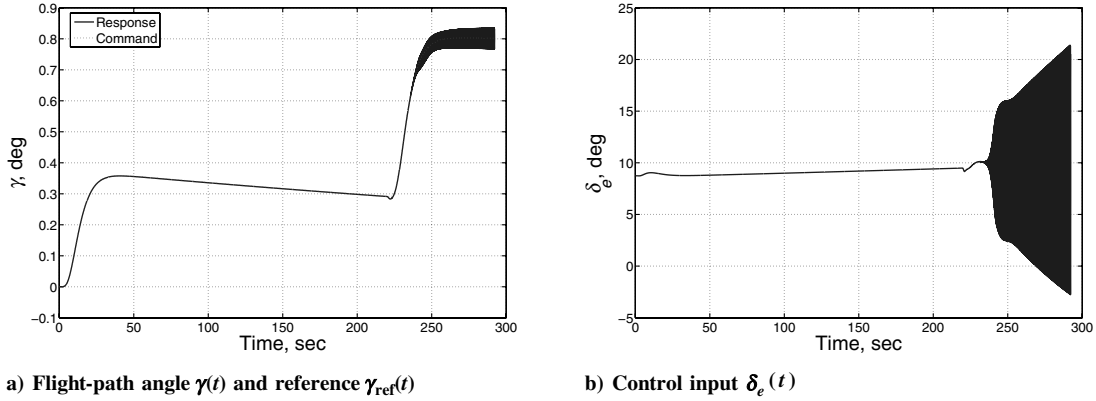 0.9
0.8
0.7
0.6
0.5
0.4
0.3
0.2
0.1
0
−0.1
γ, deg
Response
Command
0 50 100 150 200 250 300
Time, sec
a) Flight-path angle γ(t) and reference γref(t)
25
20
15
10
5
0
−5
δe, deg
0 50 100 150 200 250 300
Time, sec
b) Control input δe(t)